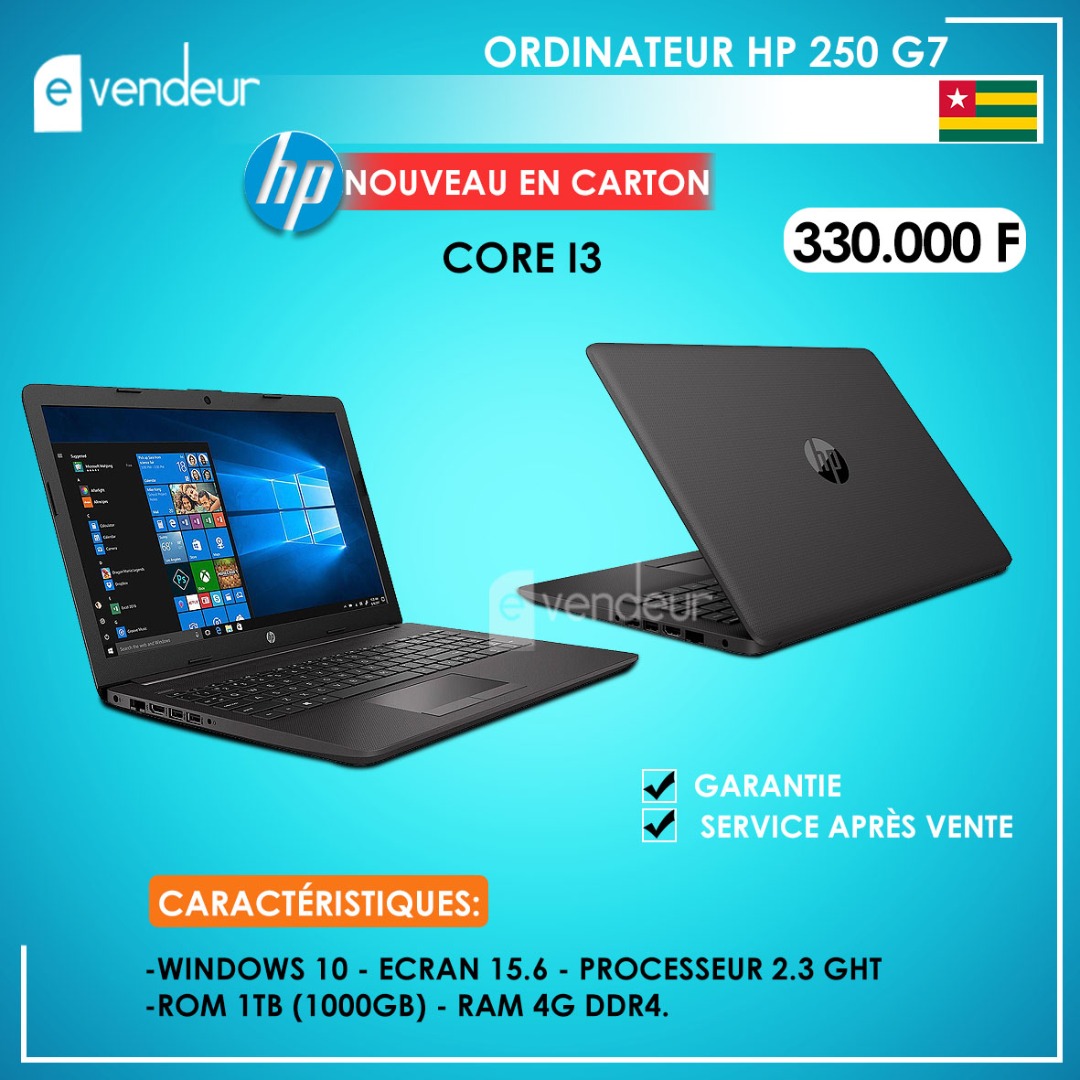 ORDINATEUR HP 250 G7
e vendeur
hp NOUVEAU EN CARTON
CORE I3
330.000 F
hp
e vendeur
GARANTIE
SERVICE APRÈS VENTE
CARACTÉRISTIQUES:
-WINDOWS 10 - ECRAN 15.6 - PROCESSEUR 2.3 GHT
-ROM 1TB (1000GB) - RAM 4G DDR4.